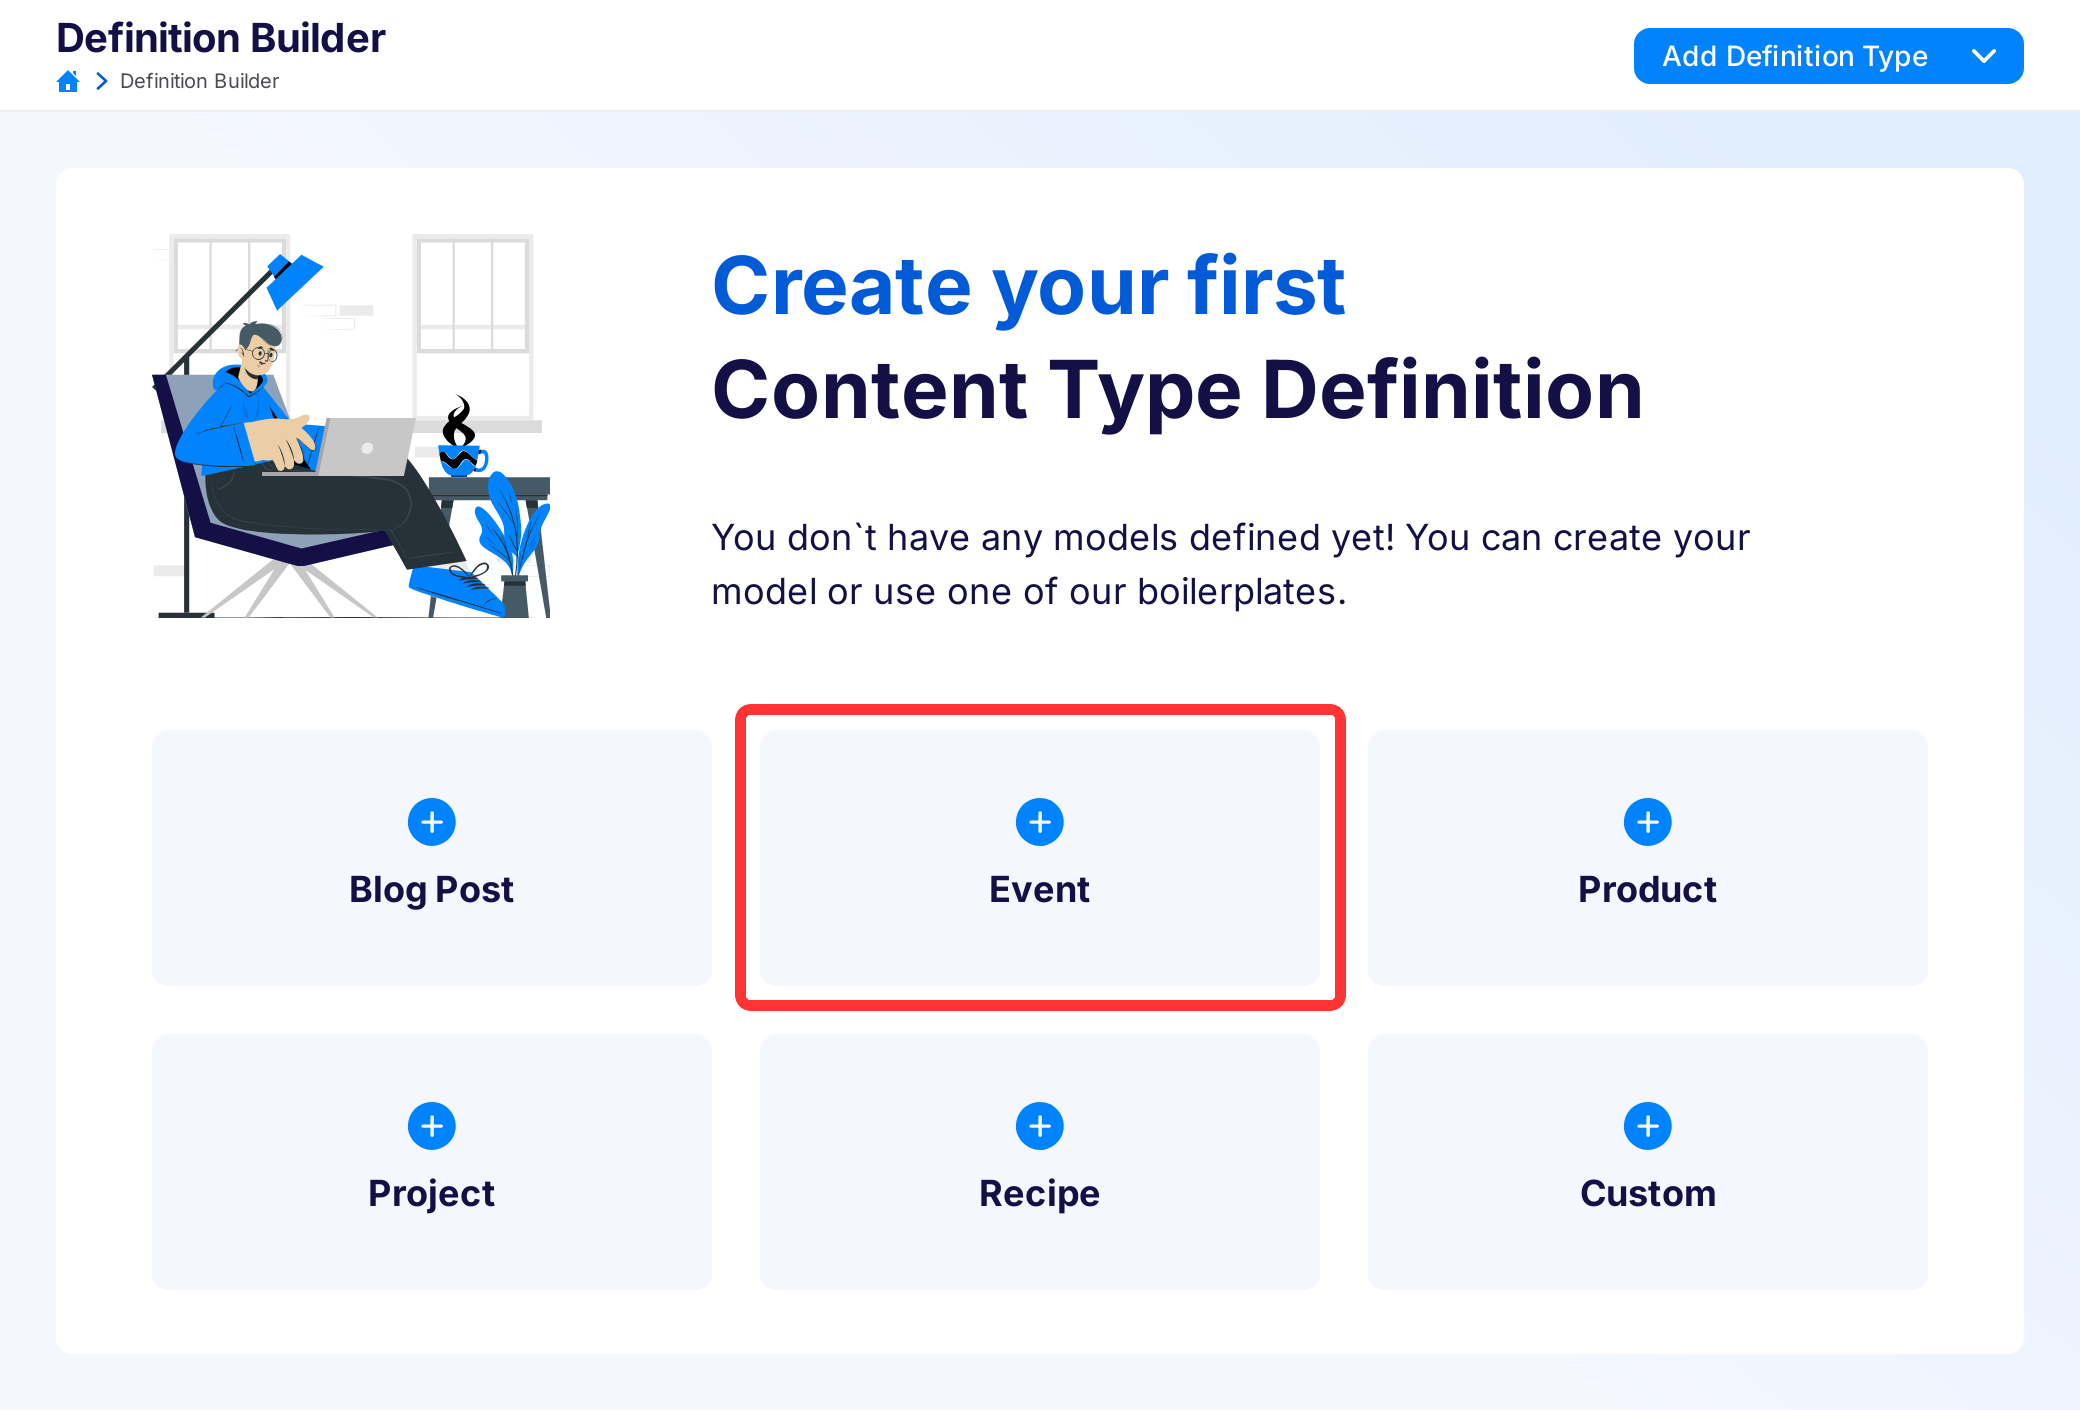 Definition Builder
Definition Builder
Add Definition Type
Create your first
Content Type Definition
You don`t have any models defined yet! You can create your
model or use one of our boilerplates.
Blog Post
Event
Product
Project
Recipe
Custom